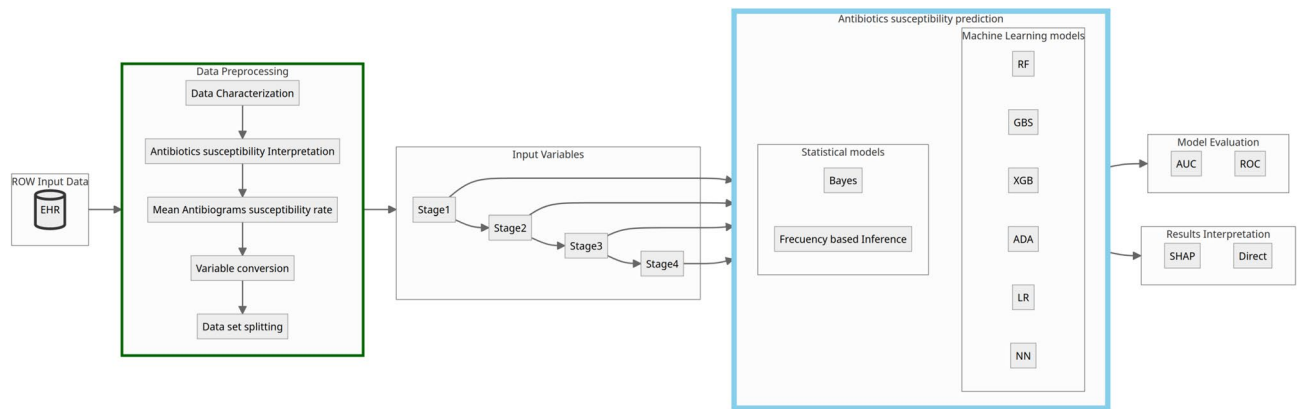 ROW Input Data
EHR
Data Preprocessing
Data Characterization
Antibiotics susceptibility Interpretation
Mean Antibiograms susceptibility rate
Variable conversion
Data set splitting
Input Variables
Stage1
Stage2
Stage3
Stage4
Antibiotics susceptibility prediction
Statistical models
Bayes
Frecuency based Inference
Machine Learning models
RF
GBS
XGB
ADA
LR
NN
Model Evaluation
AUC ROC
Results Interpretation
SHAP Direct